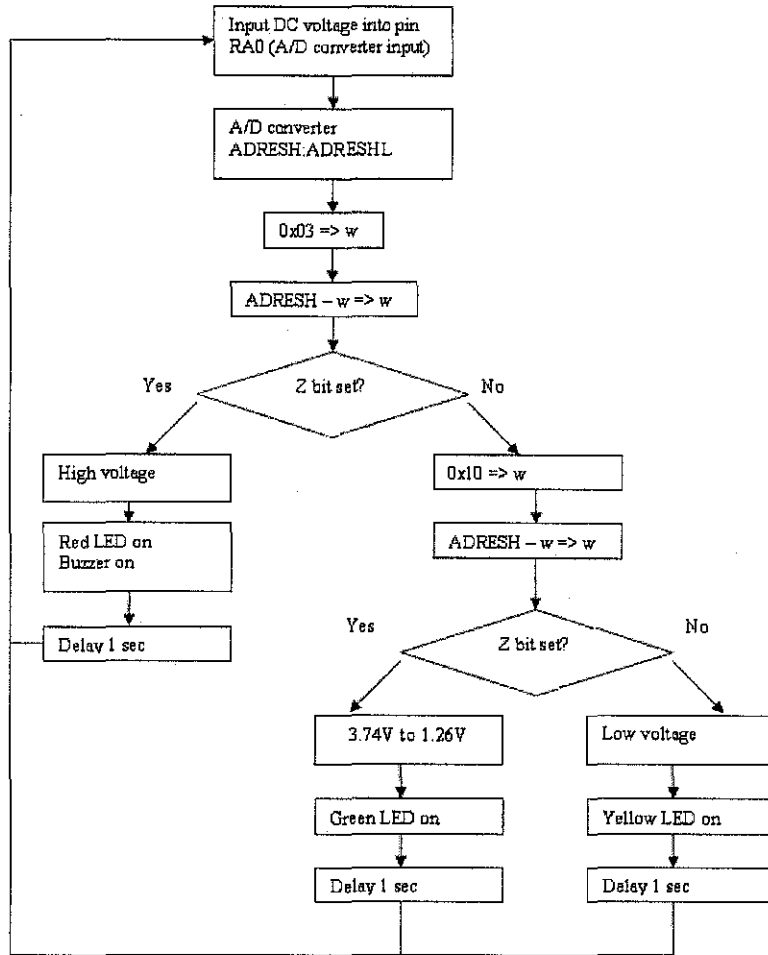 Input DC voltage into pin
RA0 (A/D converter input)
A/D converter
ADRESH:ADRESHL
0x03 => w
ADRESH – w => w
Yes
Z bit set?
No
High voltage
0x10 => w
Red LED on
Buzzer on
ADRESH – w => w
Delay 1 sec
Yes
Z bit set?
No
3.74V to 1.26V
Low voltage
Green LED on
Yellow LED on
Delay 1 sec
Delay 1 sec